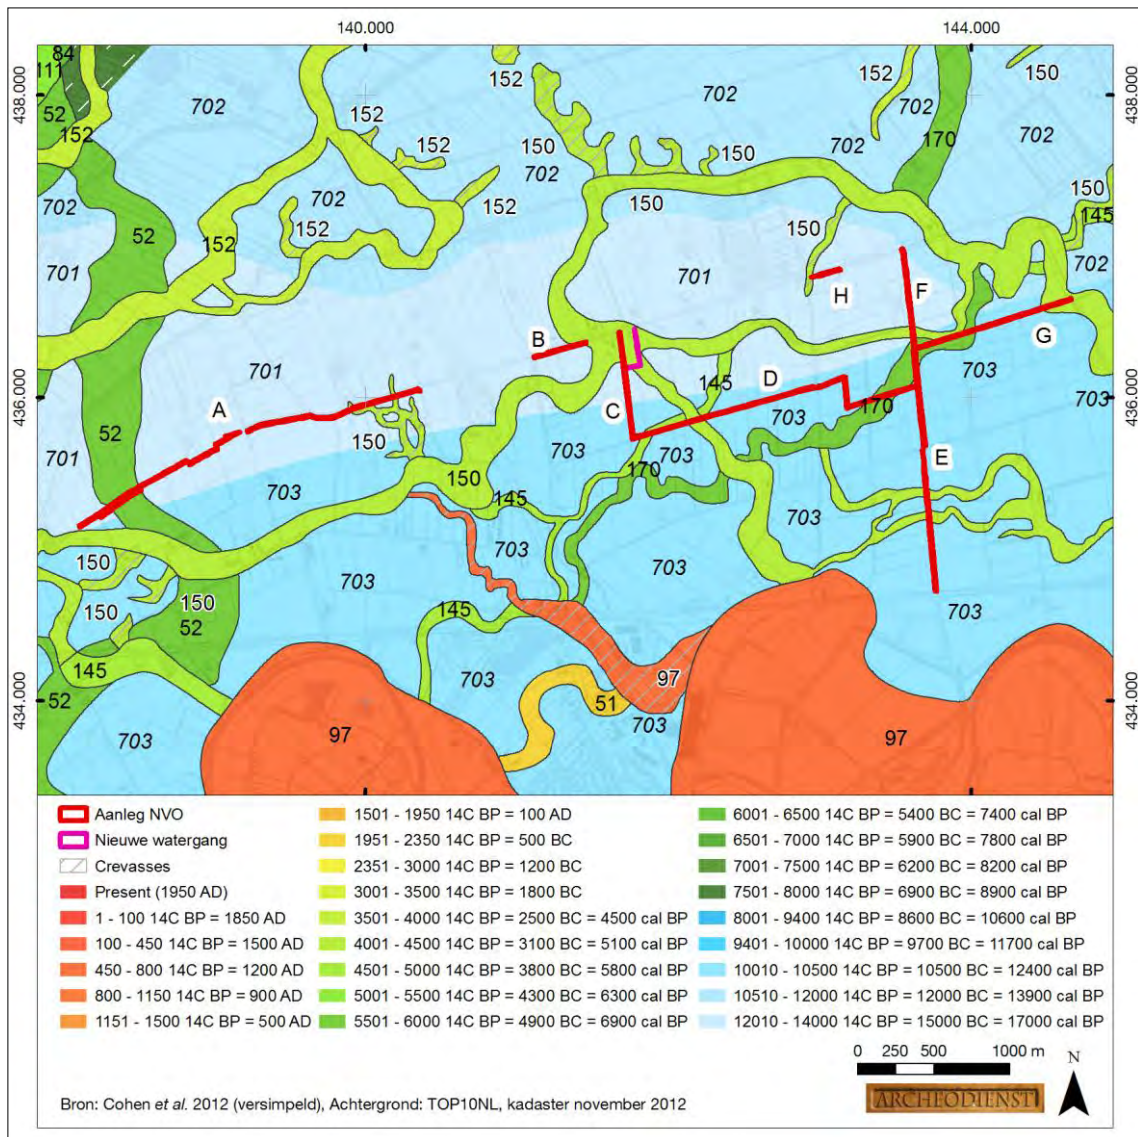 140.000
144.000
438.000
438.000
436.000
436.000
434.000
434.000
84
111
52
152
702
152
152
152
150
702
150
152
702
702
170
150
702
702
52
702
152
702
152
152
702
150
150
150
145
702
701
701
701
F
H
B
G
A
701
145
D
C
703
703
703
52
170
E
701
150
703
703
150
170
703
145
703
703
150
150
150
52
703
703
703
145
145
52
703
703
97
51
703
97
97
Aanleg NVO
Nieuwe watergang
Crevasses
Present (1950 AD)
1 - 100 14C BP = 1850 AD
100 - 450 14C BP = 1500 AD
450 - 800 14C BP = 1200 AD
800 - 1150 14C BP = 900 AD
1151 - 1500 14C BP = 500 AD
1501 - 1950 14C BP = 100 AD
1951 - 2350 14C BP = 500 BC
2351 - 3000 14C BP = 1200 BC
3001 - 3500 14C BP = 1800 BC
3501 - 4000 14C BP = 2500 BC = 4500 cal BP
4001 - 4500 14C BP = 3100 BC = 5100 cal BP
4501 - 5000 14C BP = 3800 BC = 5800 cal BP
5001 - 5500 14C BP = 4300 BC = 6300 cal BP
5501 - 6000 14C BP = 4900 BC = 6900 cal BP
6001 - 6500 14C BP = 5400 BC = 7400 cal BP
6501 - 7000 14C BP = 5900 BC = 7800 cal BP
7001 - 7500 14C BP = 6200 BC = 8200 cal BP
7501 - 8000 14C BP = 6900 BC = 8900 cal BP
8001 - 9400 14C BP = 8600 BC = 10600 cal BP
9401 - 10000 14C BP = 9700 BC = 11700 cal BP
10010 - 10500 14C BP = 10500 BC = 12400 cal BP
10510 - 12000 14C BP = 12000 BC = 13900 cal BP
12010 - 14000 14C BP = 15000 BC = 17000 cal BP
0 250 500 1000 m
N
ARCHEODIENST
Bron: Cohen et al. 2012 (versimpeld), Achtergrond: TOP10NL, kadaster november 2012